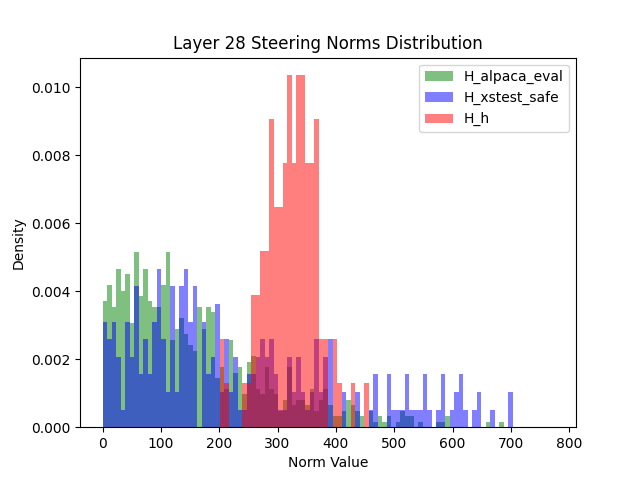 Layer 28 Steering Norms Distribution
H_alpaca_eval
H_xstest_safe
H_h
0.010
0.008
0.006
0.004
0.002
0.000
Density
0 100 200 300 400 500 600 700 800
Norm Value